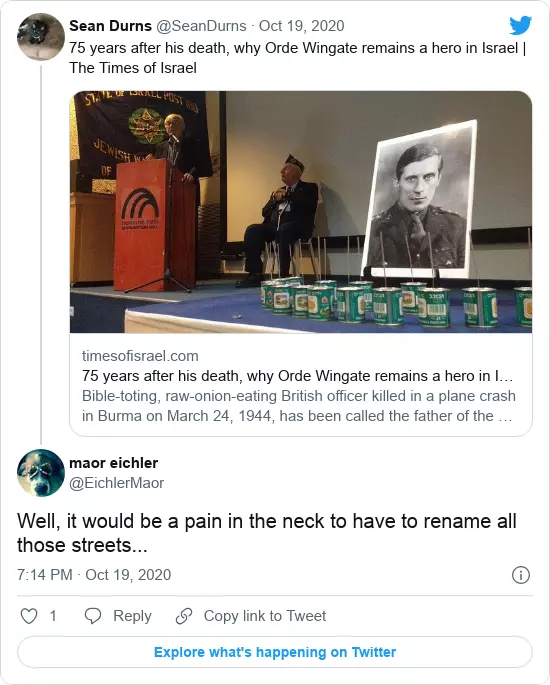 Sean Durns @SeanDurns · Oct 19, 2020
75 years after his death, why Orde Wingate remains a hero in Israel |
The Times of Israel
JEWISH WAR
OF
timesofisrael.com
75 years after his death, why Orde Wingate remains a hero in I...
Bible-toting, raw-onion-eating British officer killed in a plane crash
in Burma on March 24, 1944, has been called the father of the ...
maor eichler
@EichlerMaor
Well, it would be a pain in the neck to have to rename all
those streets...
7:14 PM · Oct 19, 2020
1 Reply Copy link to Tweet
Explore what's happening on Twitter